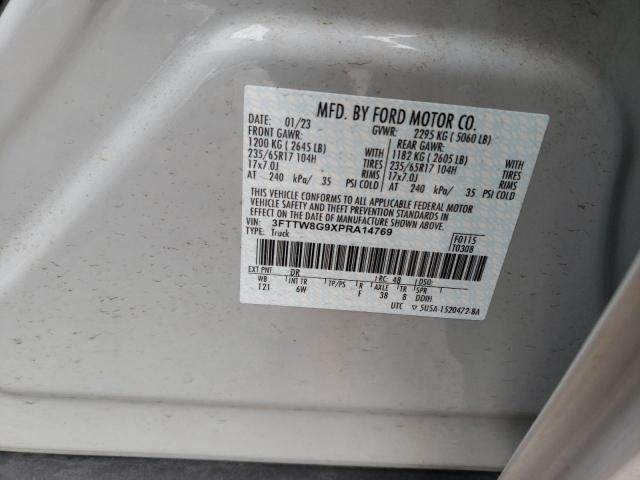 MFD. BY FORD MOTOR CO.
DATE: 01/23 GVWR: 2295 KG ( 5060 LB)
FRONT GAWR: REAR GAWR:
1200 KG ( 2645 LB) 1182 KG ( 2605 LB)
235/65R17 104H TIRES 235/65R17 104H TIRES
17x7.0J RIMS 17x7.0J RIMS
AT 240 kPa/ 35 PSI COLD AT 240 kPa/ 35 PSI COLD
THIS VEHICLE CONFORMS TO ALL APPLICABLE FEDERAL MOTOR
VEHICLE SAFETY AND THEFT PREVENTION STANDARDS IN
EFFECT ON THE DATE OF MANUFACTURE SHOWN ABOVE.
VIN: 3FTTW8G9XPRA14769 F0115
TYPE: Truck T0308
EXT PNT: DR RC: 48 DSO:
WB INT TR TP/PS R AXLE TR SPR
121 6W F 38 8 DDIH
UTC ▽ 5U5A-1520472-BA